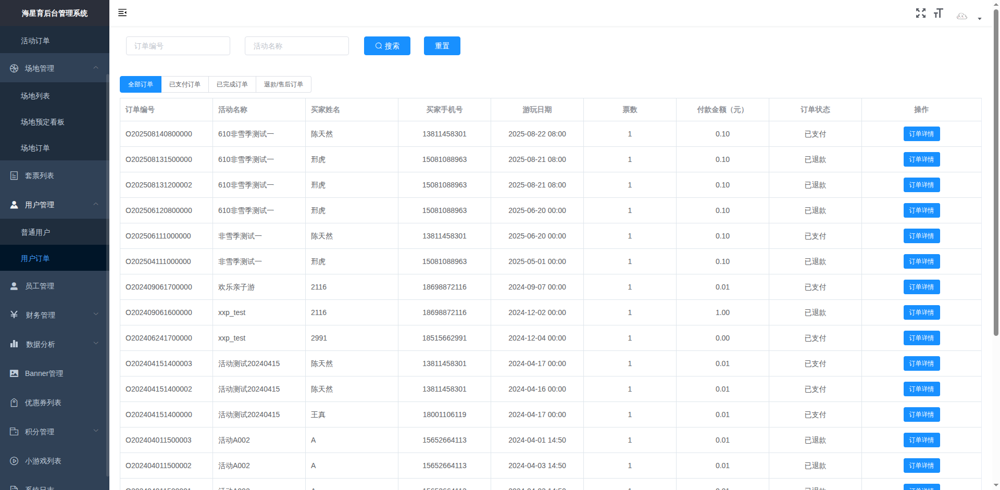 海星育后台管理系统
活动订单
场地管理
场地列表
场地预定看板
场地订单
套票列表
用户管理
普通用户
用户订单
员工管理
财务管理
数据分析
Banner管理
优惠券列表
积分管理
小游戏列表
系统日志
订单编号 活动名称 搜索 重置
全部订单 已支付订单 已完成订单 退款/售后订单
订单编号 活动名称 买家姓名 买家手机号 游玩日期 票数 付款金额（元） 订单状态 操作
O202508140800000 610非雪季测试一 陈天然 13811458301 2025-08-22 08:00 1 0.10 已支付 订单详情
O202508131500000 610非雪季测试一 邢虎 15081088963 2025-08-21 08:00 1 0.10 已退款 订单详情
O202508131200002 610非雪季测试一 邢虎 15081088963 2025-08-21 08:00 1 0.10 已退款 订单详情
O202506120800000 610非雪季测试一 邢虎 15081088963 2025-06-20 00:00 1 0.10 已退款 订单详情
O202506111000000 非雪季测试一 陈天然 13811458301 2025-06-20 00:00 1 0.10 已支付 订单详情
O202504111000000 非雪季测试一 邢虎 15081088963 2025-05-01 00:00 1 0.10 已退款 订单详情
O202409061700000 欢乐亲子游 2116 18698872116 2024-09-07 00:00 1 0.01 已支付 订单详情
O202409061600000 xxp_test 2116 18698872116 2024-12-02 00:00 1 1.00 已退款 订单详情
O202406241700000 xxp_test 2991 18515662991 2024-12-04 00:00 1 0.00 已支付 订单详情
O202404151400003 活动测试20240415 陈天然 13811458301 2024-04-17 00:00 1 0.01 已支付 订单详情
O202404151400002 活动测试20240415 陈天然 13811458301 2024-04-16 00:00 1 0.01 已支付 订单详情
O202404151400000 活动测试20240415 王真 18001106119 2024-04-17 00:00 1 0.01 已支付 订单详情
O202404011500003 活动A002 A 15652664113 2024-04-01 14:50 1 0.01 已退款 订单详情
O202404011500002 活动A002 A 15652664113 2024-04-03 14:50 1 0.01 已退款 订单详情
O202404011500001 活动A002 A 15652664113 2024-04-03 14:50 1 0.01 已退款 订单详情